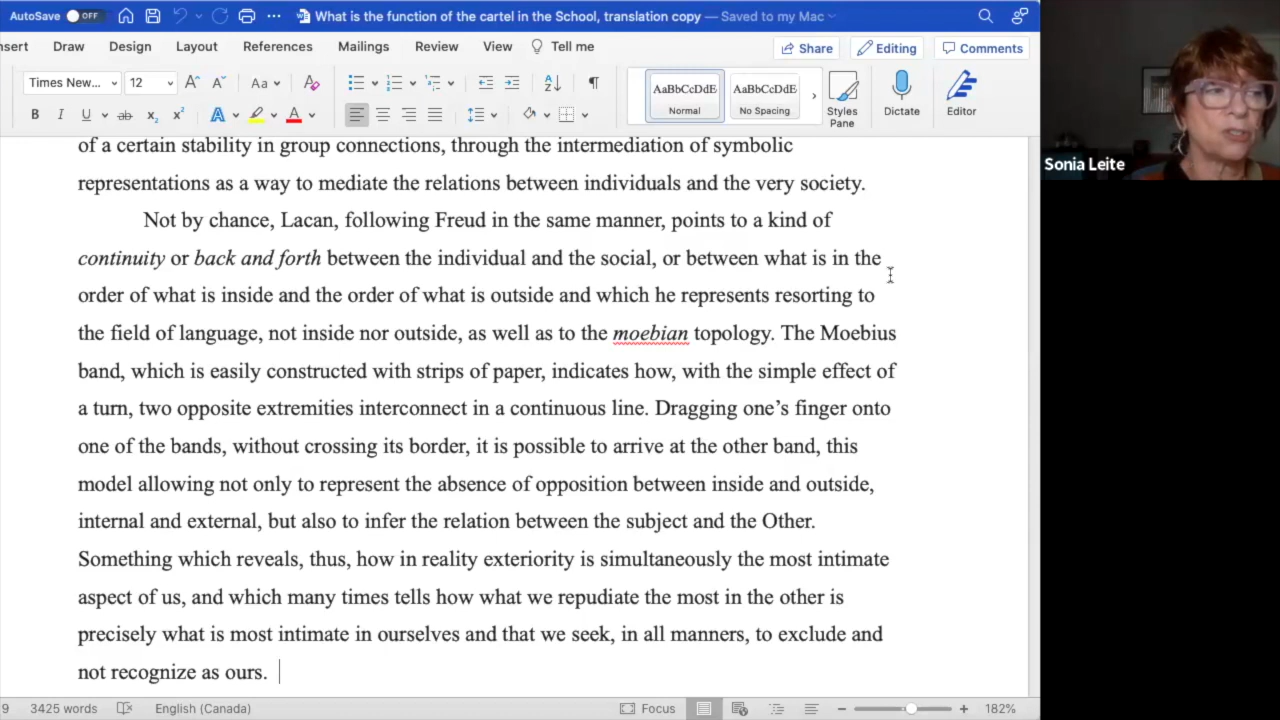 AutoSave OFF What is the function of the cartel in the School, translation copy — Saved to my Mac
nsert Draw Design Layout References Mailings Review View Tell me Share Editing Comments
Times New... 12 Aa AaBbCcDdE AaBbCcDdE
Normal No Spacing Styles Pane Dictate Editor
of a certain stability in group connections, through the intermediation of symbolic
representations as a way to mediate the relations between individuals and the very society.
Not by chance, Lacan, following Freud in the same manner, points to a kind of
continuity or back and forth between the individual and the social, or between what is in the
order of what is inside and the order of what is outside and which he represents resorting to
the field of language, not inside nor outside, as well as to the moebian topology. The Moebius
band, which is easily constructed with strips of paper, indicates how, with the simple effect of
a turn, two opposite extremities interconnect in a continuous line. Dragging one's finger onto
one of the bands, without crossing its border, it is possible to arrive at the other band, this
model allowing not only to represent the absence of opposition between inside and outside,
internal and external, but also to infer the relation between the subject and the Other.
Something which reveals, thus, how in reality exteriority is simultaneously the most intimate
aspect of us, and which many times tells how what we repudiate the most in the other is
precisely what is most intimate in ourselves and that we seek, in all manners, to exclude and
not recognize as ours.
9 3425 words English (Canada) Focus 182%
Sonia Leite